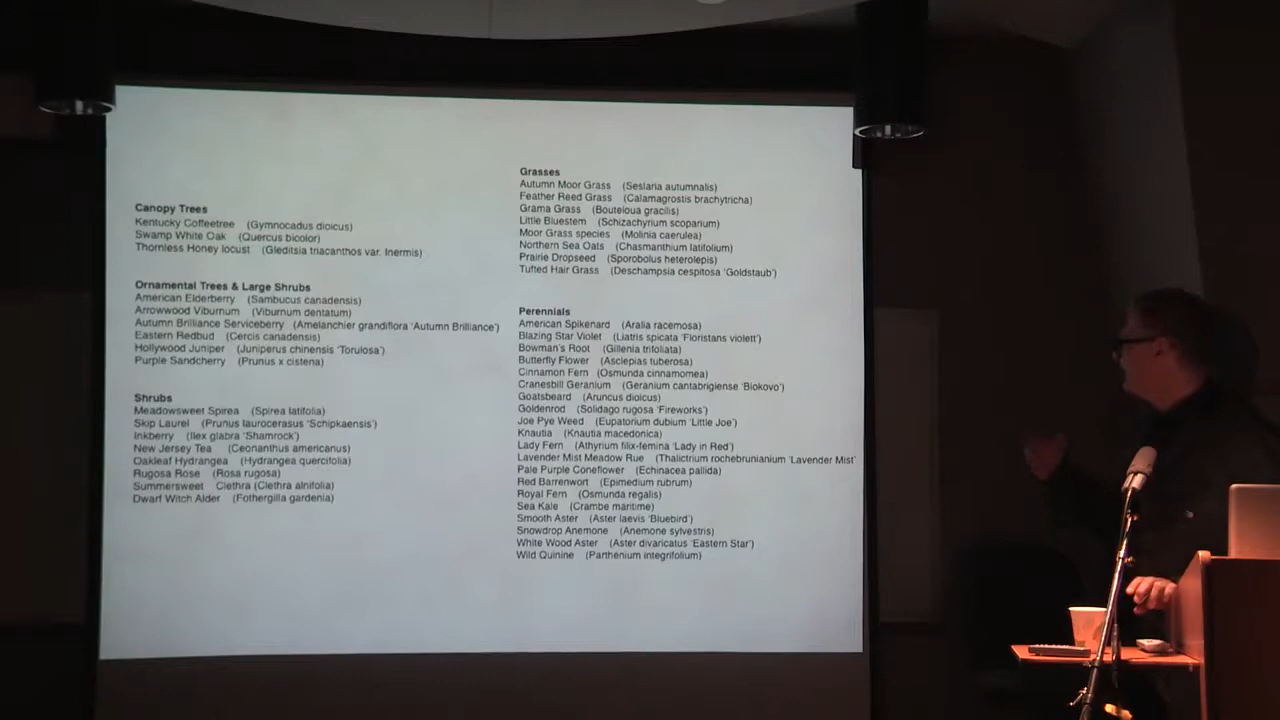 Canopy Trees
Kentucky Coffeetree (Gymnocadus dioicus)
Swamp White Oak (Quercus bicolor)
Thornless Honey locust (Gleditsia triacanthos var. Inermis)
Ornamental Trees & Large Shrubs
American Elderberry (Sambucus canadensis)
Arrowwood Viburnum (Viburnum dentatum)
Autumn Brilliance Serviceberry (Amelanchier grandiflora 'Autumn Brilliance')
Eastern Redbud (Cercis canadensis)
Hollywood Juniper (Juniperus chinensis 'Torulosa')
Purple Sandcherry (Prunus x cistena)
Shrubs
Meadowsweet Spirea (Spirea latifolia)
Skip Laurel (Prunus laurocerasus 'Schipkaensis')
Inkberry (Ilex glabra 'Shamrock')
New Jersey Tea (Ceonanthus americanus)
Oakleaf Hydrangea (Hydrangea quercifolia)
Rugosa Rose (Rosa rugosa)
Summersweet Clethra (Clethra alnifolia)
Dwarf Witch Alder (Fothergilla gardenia)
Grasses
Autumn Moor Grass (Seslaria autumnalis)
Feather Reed Grass (Calamagrostis brachytricha)
Grama Grass (Bouteloua gracilis)
Little Bluestem (Schizachyrium scoparium)
Moor Grass species (Molinia caerulea)
Northern Sea Oats (Chasmanthium latifolium)
Prairie Dropseed (Sporobolus heterolepis)
Tufted Hair Grass (Deschampsia cespitosa 'Goldstaub')
Perennials
American Spikenard (Aralia racemosa)
Blazing Star Violet (Liatris spicata 'Floristans violett')
Bowman's Root (Gillenia trifoliata)
Butterfly Flower (Asclepias tuberosa)
Cinnamon Fern (Osmunda cinnamomea)
Cranesbill Geranium (Geranium cantabrigiense 'Biokovo')
Goatsbeard (Aruncus dioicus)
Goldenrod (Solidago rugosa 'Fireworks')
Joe Pye Weed (Eupatorium dubium 'Little Joe')
Knautia (Knautia macedonica)
Lady Fern (Athyrium filix-femina 'Lady in Red')
Lavender Mist Meadow Rue (Thalictrum rochebrunianium 'Lavender Mist'
Pale Purple Coneflower (Echinacea pallida)
Red Barrenwort (Epimedium rubrum)
Royal Fern (Osmunda regalis)
Sea Kale (Crambe maritime)
Smooth Aster (Aster laevis 'Bluebird')
Snowdrop Anemone (Anemone sylvestris)
White Wood Aster (Aster divaricatus 'Eastern Star')
Wild Quinine (Parthenium integrifolium)